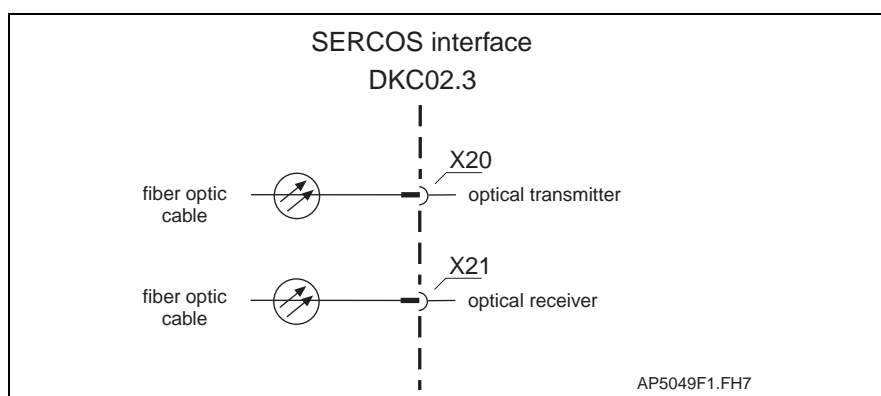 SERCOS interface
DKC02.3
X20
fiber optic
cable
optical transmitter
X21
fiber optic
cable
optical receiver
AP5049F1.FH7